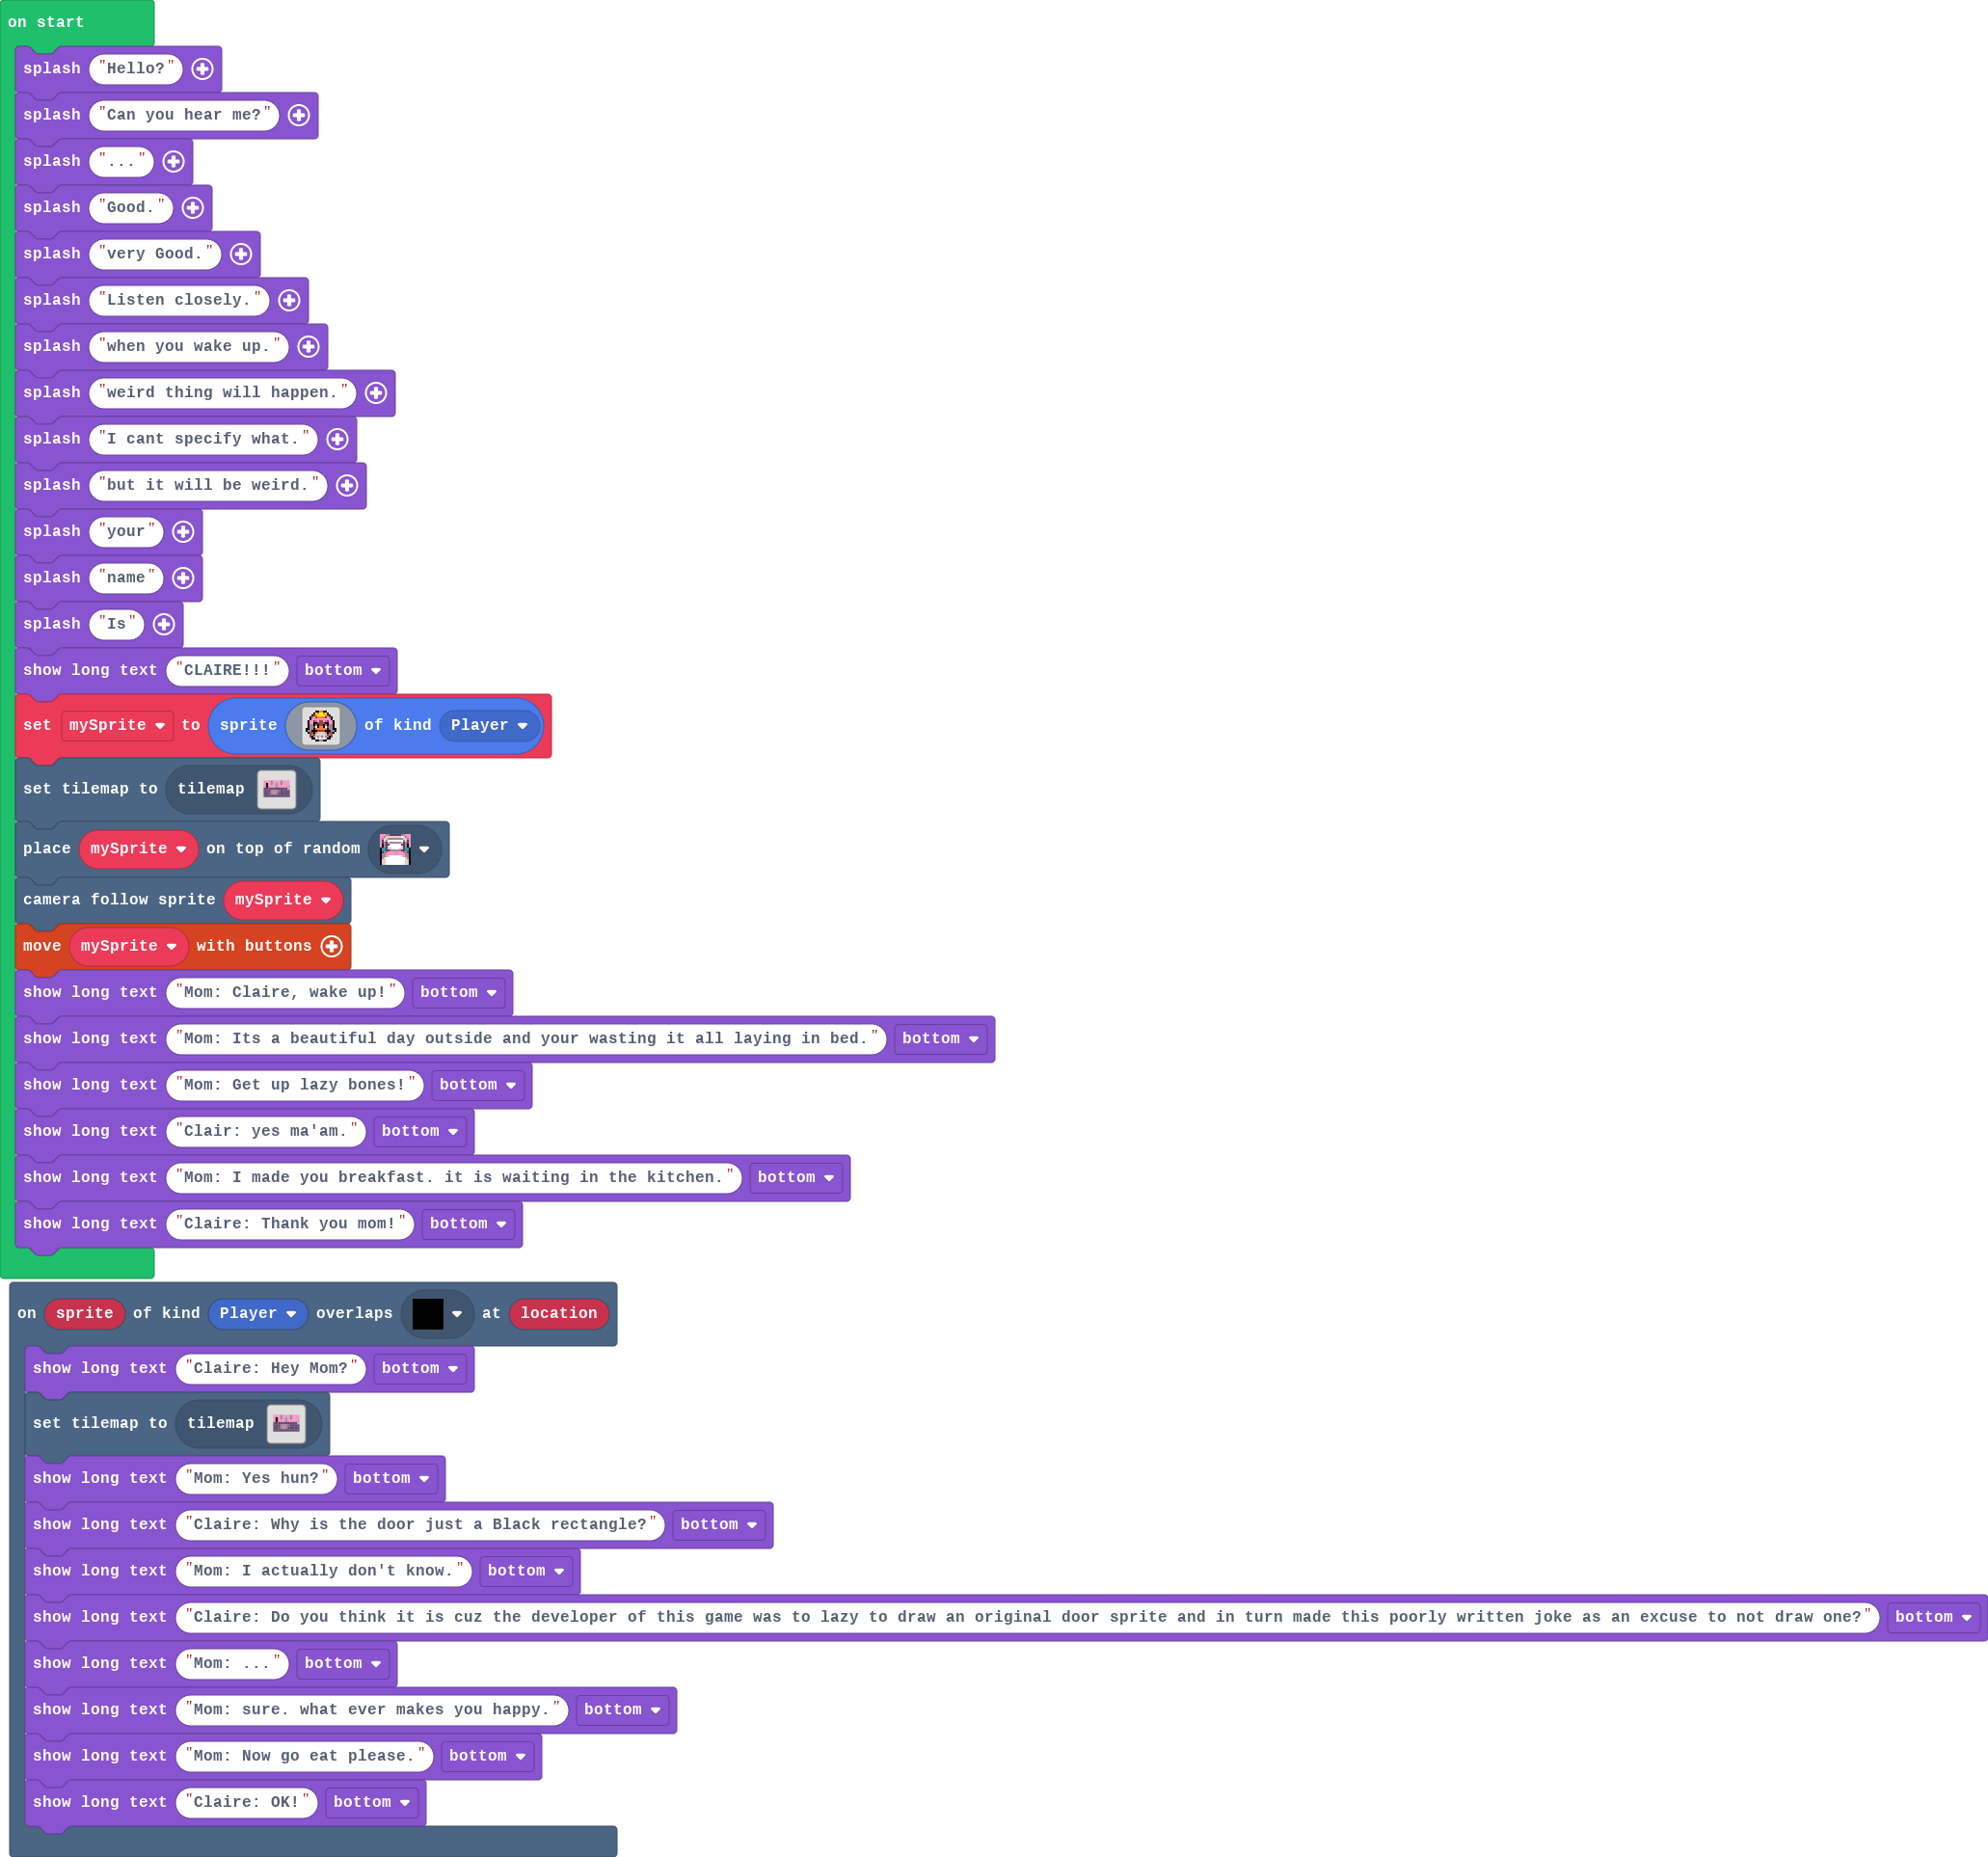 on start
splash "Hello?"
splash "Can you hear me?"
splash "..."
splash "Good."
splash "very Good."
splash "Listen closely."
splash "when you wake up."
splash "weird thing will happen."
splash "I cant specify what."
splash "but it will be weird."
splash "your"
splash "name"
splash "Is"
show long text "CLAIRE!!!" bottom
set mySprite to sprite of kind Player
set tilemap to tilemap
place mySprite on top of random
camera follow sprite mySprite
move mySprite with buttons
show long text "Mom: Claire, wake up!" bottom
show long text "Mom: Its a beautiful day outside and your wasting it all laying in bed." bottom
show long text "Mom: Get up lazy bones!" bottom
show long text "Clair: yes ma'am." bottom
show long text "Mom: I made you breakfast. it is waiting in the kitchen." bottom
show long text "Claire: Thank you mom!" bottom
on sprite of kind Player overlaps at location
show long text "Claire: Hey Mom?" bottom
set tilemap to tilemap
show long text "Mom: Yes hun?" bottom
show long text "Claire: Why is the door just a Black rectangle?" bottom
show long text "Mom: I actually don't know." bottom
show long text "Claire: Do you think it is cuz the developer of this game was to lazy to draw an original door sprite and in turn made this poorly written joke as an excuse to not draw one?" bottom
show long text "Mom: ..." bottom
show long text "Mom: sure. what ever makes you happy." bottom
show long text "Mom: Now go eat please." bottom
show long text "Claire: OK!" bottom